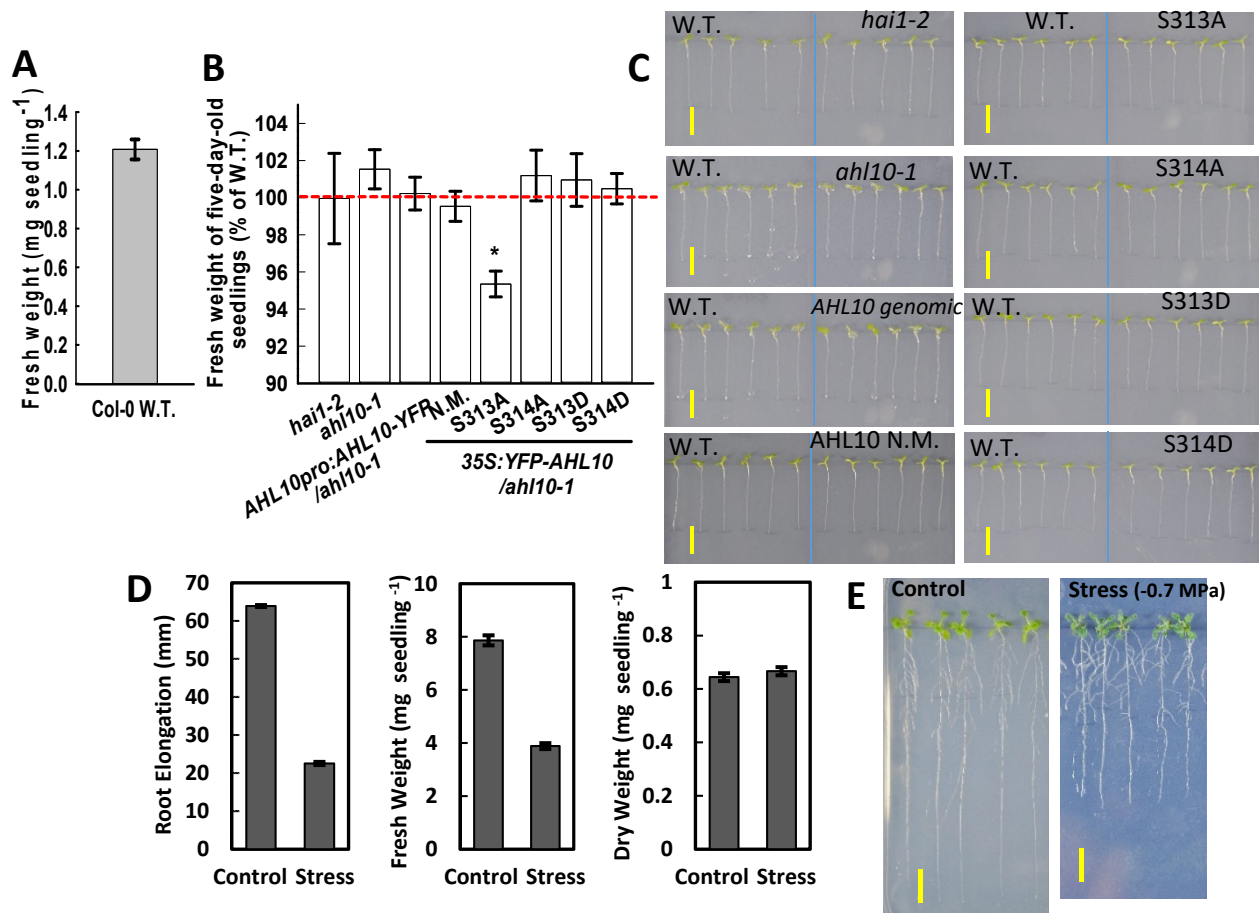 A
Fresh weight (mg seedling-1)
1.4
1.2
1.0
0.8
0.6
0.4
0.2
0.0
Col-0 W.T.
B
Fresh weight of five-day-old
seedlings (% of W.T.)
104
102
100
98
96
94
92
90
*
hai1-2
ahl10-1
AHL10pro:AHL10-YFP
/ahl10-1
N.M.
S313A
S314A
S313D
S314D
35S:YFP-AHL10
/ahl10-1
C
W.T.
hai1-2
W.T.
S313A
W.T.
ahl10-1
W.T.
S314A
W.T.
AHL10 genomic
W.T.
S313D
W.T.
AHL10 N.M.
W.T.
S314D
D
Root Elongation (mm)
70
60
50
40
30
20
10
0
Control Stress
Fresh Weight (mg seedling-1)
10
8
6
4
2
0
Control Stress
Dry Weight (mg seedling-1)
1
0.8
0.6
0.4
0.2
0
Control Stress
E
Control
Stress (-0.7 MPa)